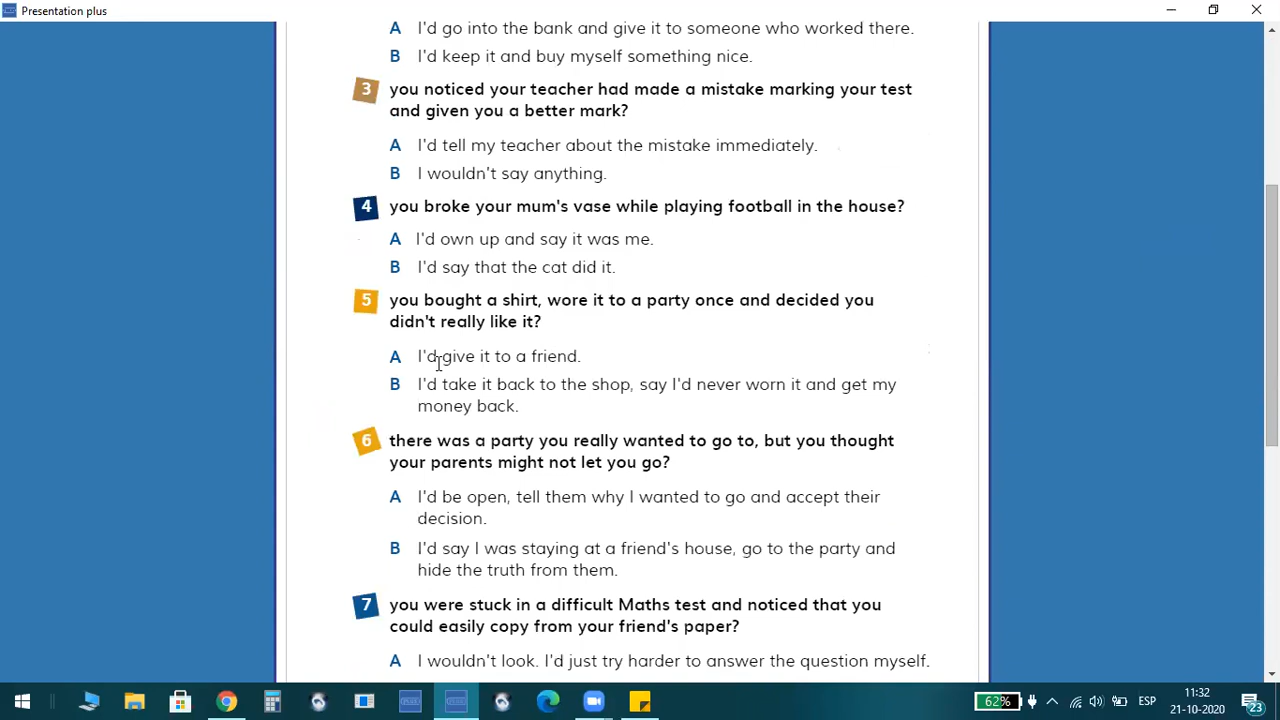 Presentation plus
A I'd go into the bank and give it to someone who worked there.
B I'd keep it and buy myself something nice.
3 you noticed your teacher had made a mistake marking your test
and given you a better mark?
A I'd tell my teacher about the mistake immediately.
B I wouldn't say anything.
4 you broke your mum's vase while playing football in the house?
A I'd own up and say it was me.
B I'd say that the cat did it.
5 you bought a shirt, wore it to a party once and decided you
didn't really like it?
A I'd give it to a friend.
B I'd take it back to the shop, say I'd never worn it and get my
money back.
6 there was a party you really wanted to go to, but you thought
your parents might not let you go?
A I'd be open, tell them why I wanted to go and accept their
decision.
B I'd say I was staying at a friend's house, go to the party and
hide the truth from them.
7 you were stuck in a difficult Maths test and noticed that you
could easily copy from your friend's paper?
A I wouldn't look. I'd just try harder to answer the question myself.
62% ESP 11:32
21-10-2020 23